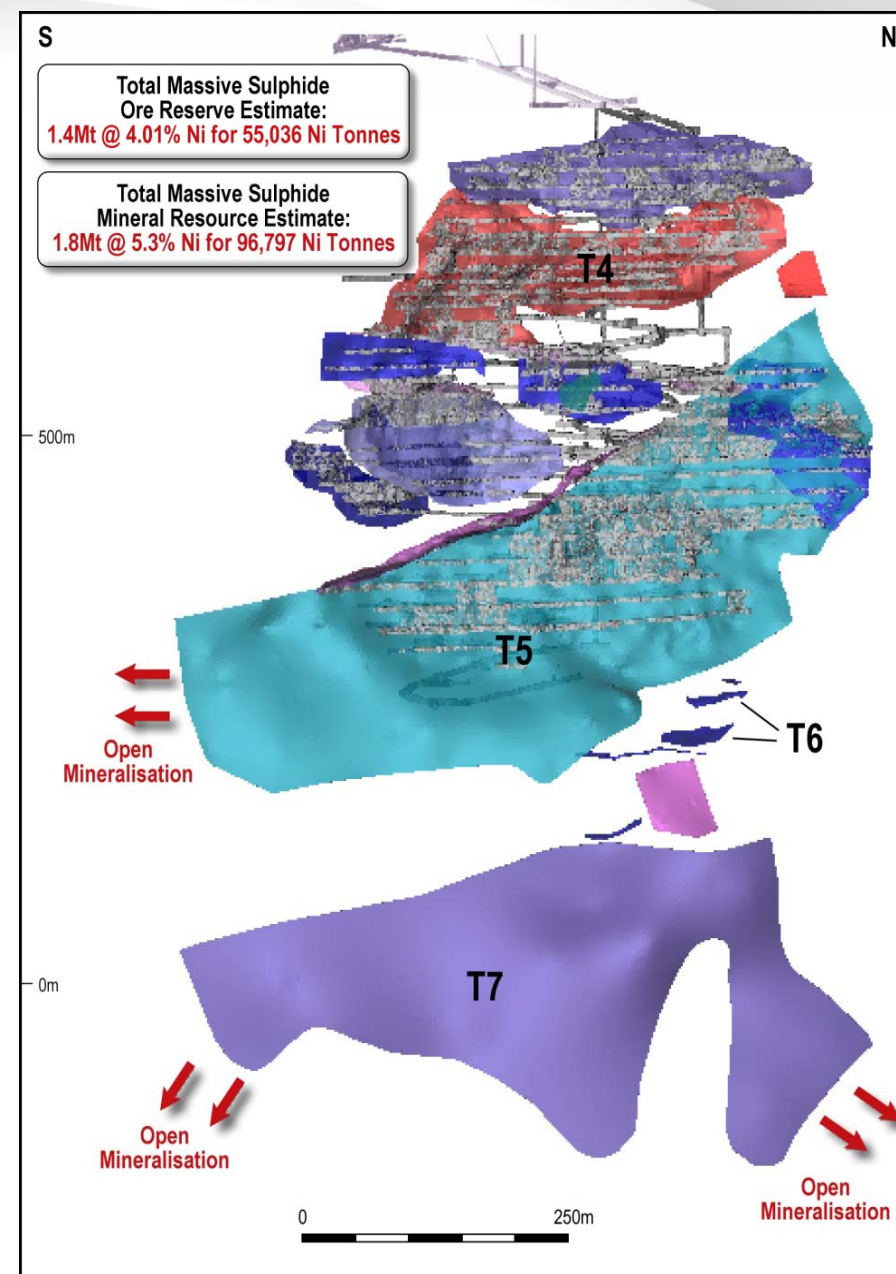 S
N
Total Massive Sulphide
Ore Reserve Estimate:
1.4Mt @ 4.01% Ni for 55,036 Ni Tonnes
Total Massive Sulphide
Mineral Resource Estimate:
1.8Mt @ 5.3% Ni for 96,797 Ni Tonnes
T4
500m
T5
T6
Open
Mineralisation
T7
0m
Open
Mineralisation
Open
Mineralisation
0 250m